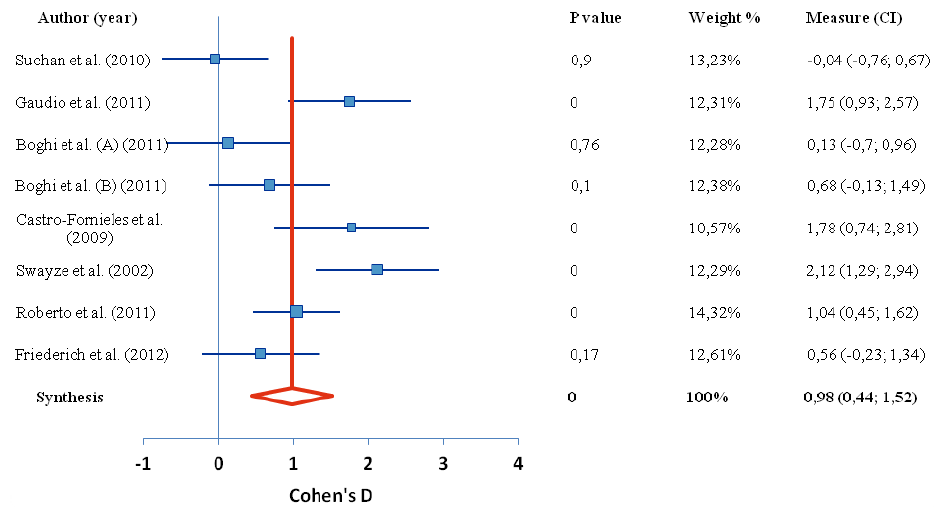 Author (year) P value Weight % Measure (CI)
Suchan et al. (2010) 0,9 13,23% -0,04 (-0,76; 0,67)
Gaudio et al. (2011) 0 12,31% 1,75 (0,93; 2,57)
Boghi et al. (A) (2011) 0,76 12,28% 0,13 (-0,7; 0,96)
Boghi et al. (B) (2011) 0,1 12,38% 0,68 (-0,13; 1,49)
Castro-Fornieles et al.
(2009) 0 10,57% 1,78 (0,74; 2,81)
Swayze et al. (2002) 0 12,29% 2,12 (1,29; 2,94)
Roberto et al. (2011) 0 14,32% 1,04 (0,45; 1,62)
Friederich et al. (2012) 0,17 12,61% 0,56 (-0,23; 1,34)
Synthesis 0 100% 0,98 (0,44; 1,52)
-1 0 1 2 3 4
Cohen's D